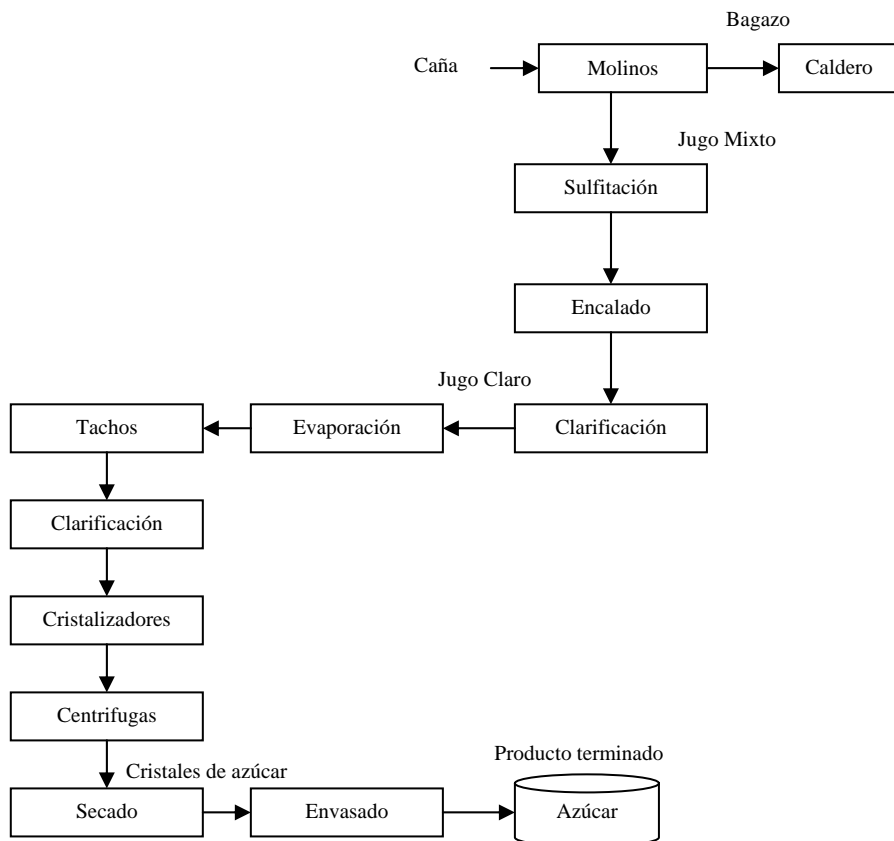 Bagazo
Caña
Molinos
Caldero
Jugo Mixto
Sulfitación
Encalado
Jugo Claro
Tachos
Evaporación
Clarificación
Clarificación
Cristalizadores
Centrifugas
Cristales de azúcar
Producto terminado
Secado
Envasado
Azúcar